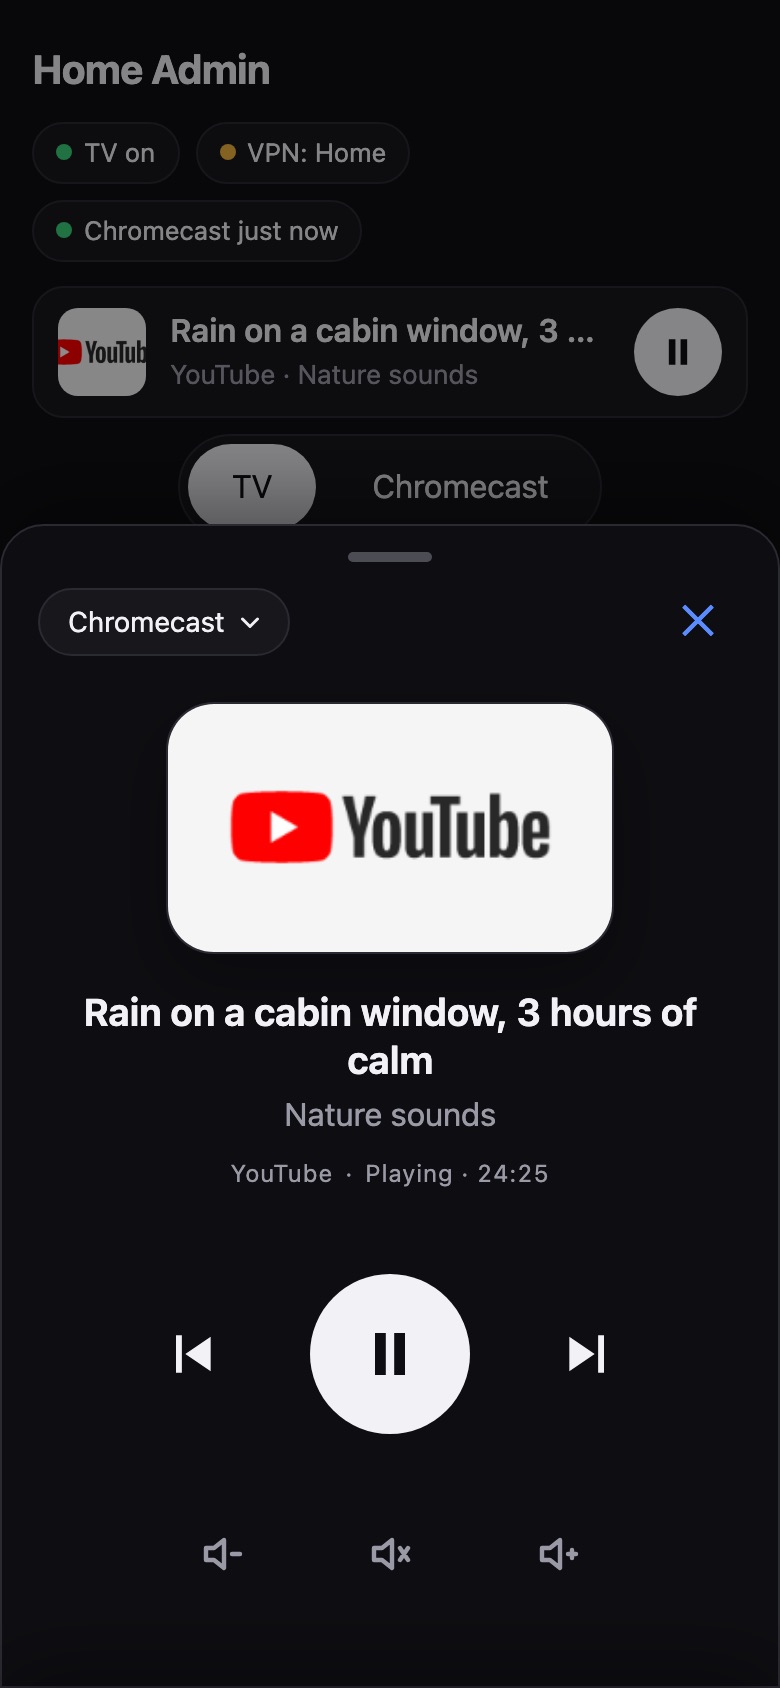 Home Admin
TV on
VPN: Home
Chromecast just now
YouTub
Rain on a cabin window, 3 ...
YouTube · Nature sounds
TV
Chromecast
Chromecast
YouTube
Rain on a cabin window, 3 hours of
calm
Nature sounds
YouTube · Playing · 24:25